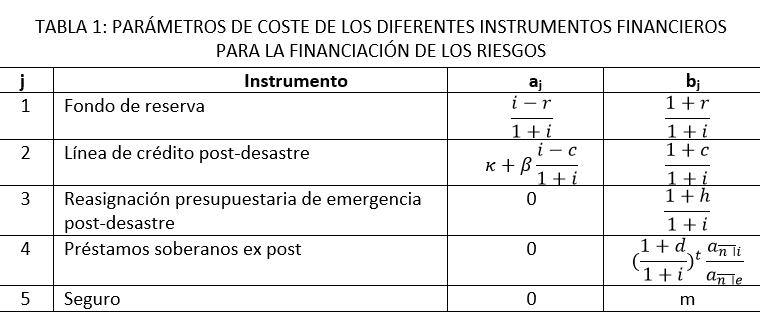 TABLA 1: PARÁMETROS DE COSTE DE LOS DIFERENTES INSTRUMENTOS FINANCIEROS
PARA LA FINANCIACIÓN DE LOS RIESGOS
j Instrumento aⱼ bⱼ
1 Fondo de reserva (i − r)/(1 + i) (1 + r)/(1 + i)
2 Línea de crédito post-desastre κ + β (i − c)/(1 + i) (1 + c)/(1 + i)
3 Reasignación presupuestaria de emergencia 0 (1 + h)/(1 + i)
post-desastre
4 Préstamos soberanos ex post 0 ((1 + d)/(1 + i))^t a_n̅|i / a_n̅|e
5 Seguro 0 m